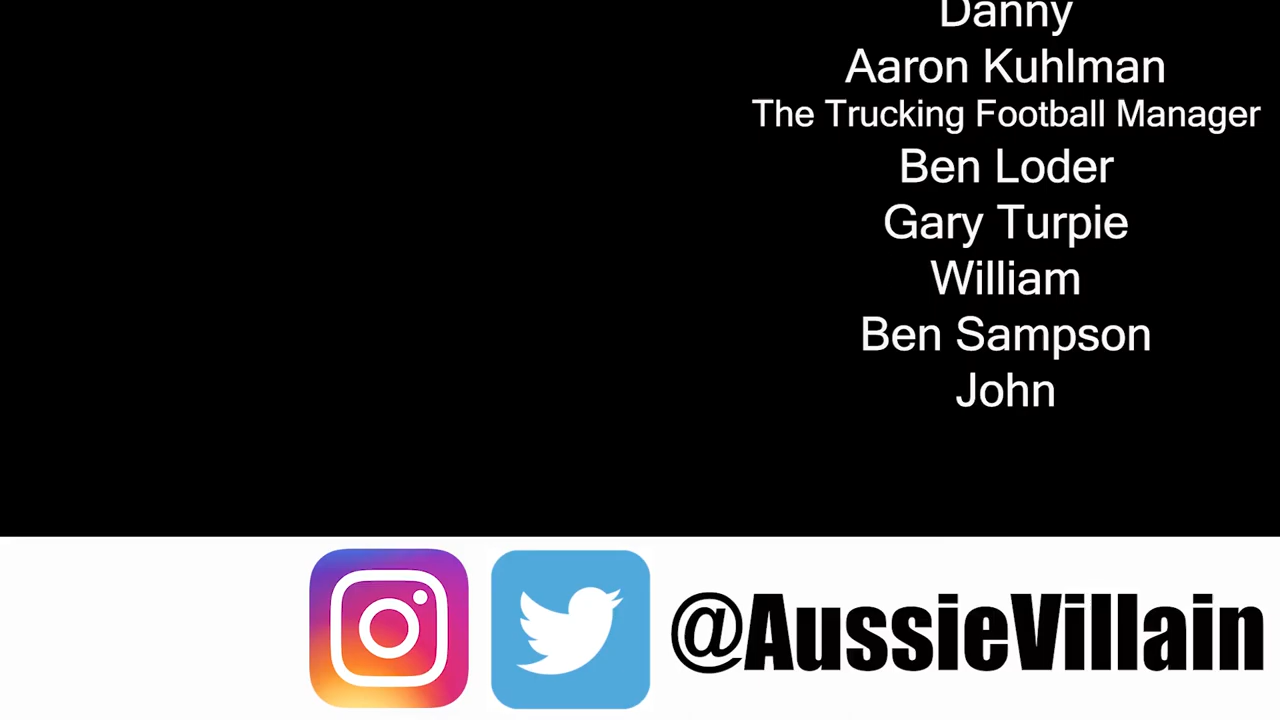 Danny
Aaron Kuhlman
The Trucking Football Manager
Ben Loder
Gary Turpie
William
Ben Sampson
John
@AussieVillain